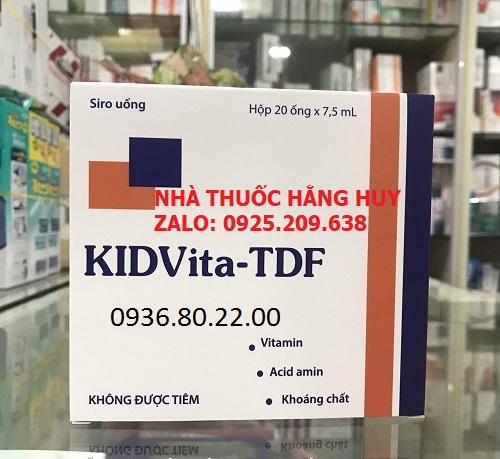 Siro uống
Hộp 20 ống x 7,5 mL
NHÀ THUỐC HẰNG HUY
ZALO: 0925.209.638
KIDVita-TDF
0936.80.22.00
• Vitamin
• Acid amin
KHÔNG ĐƯỢC TIÊM
• Khoáng chất